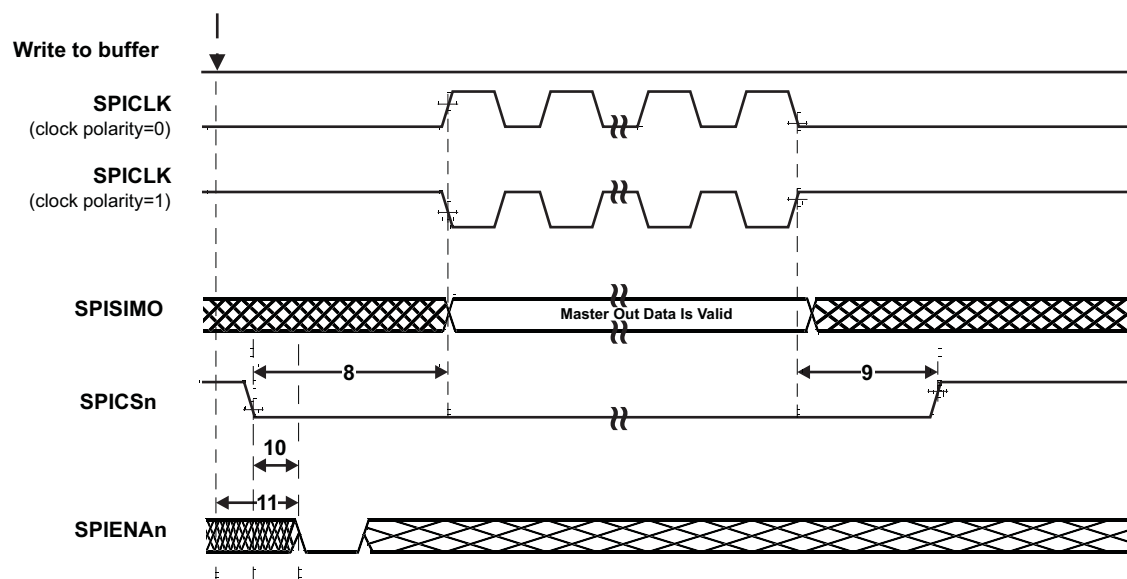 Write to buffer
SPICLK
(clock polarity=0)
SPICLK
(clock polarity=1)
SPISIMO
Master Out Data Is Valid
8
9
SPICSn
10
11
SPIENAn